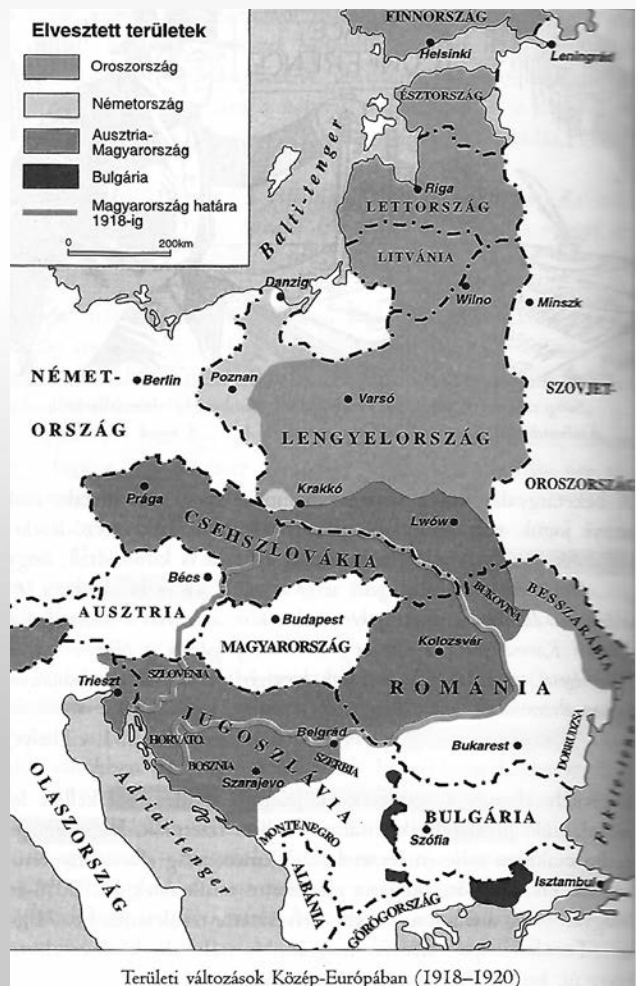 Elvesztett területek
Oroszország
Németország
Ausztria-
Magyarország
Bulgária
Magyarország határa
1918-ig
0 200km
FINNORSZÁG
Helsinki
Leningrád
ÉSZTORSZÁG
Balti-tenger
Riga
LETTORSZÁG
LITVÁNIA
Danzig
Wilno
Minszk
NÉMET-
Berlin
Poznan
Varsó
SZOVJET-
ORSZÁG
LENGYELORSZÁG
OROSZORSZÁG
Prága
Krakkó
Lwów
CSEHSZLOVÁKIA
Bécs
BUKOVINA
BESSZARÁBIA
AUSZTRIA
Budapest
MAGYARORSZÁG
Kolozsvár
Trieszt
SZLOVÉNIA
ROMÁNIA
JUGOSZLÁVIA
HORVÁTO.
Belgrád
SZERBIA
BOSZNIA
Szarajevo
Bukarest
DOBRUDZSA
OLASZORSZÁG
Adriai tenger
MONTENEGRO
BULGÁRIA
Szófia
Fekete-ten
ALBÁNIA
Isztambul
GÖRÖGORSZÁG
Területi változások Közép-Európában (1918–1920)